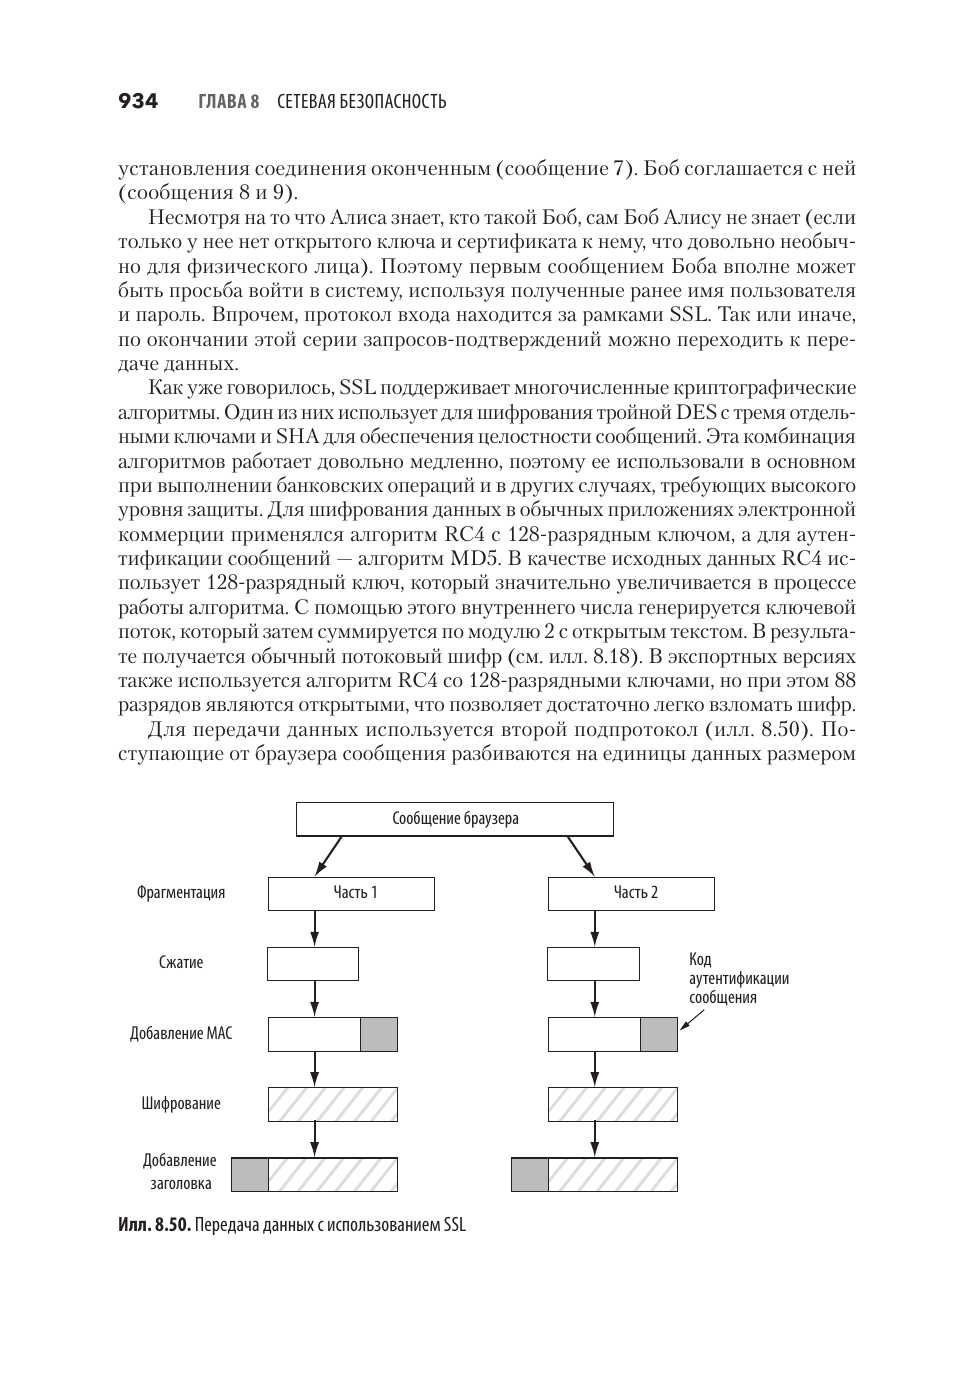 934 ГЛАВА 8 СЕТЕВАЯ БЕЗОПАСНОСТЬ
установления соединения оконченным (сообщение 7). Боб соглашается с ней
(сообщения 8 и 9).
Несмотря на то что Алиса знает, кто такой Боб, сам Боб Алису не знает (если
только у нее нет открытого ключа и сертификата к нему, что довольно необыч-
но для физического лица). Поэтому первым сообщением Боба вполне может
быть просьба войти в систему, используя полученные ранее имя пользователя
и пароль. Впрочем, протокол входа находится за рамками SSL. Так или иначе,
по окончании этой серии запросов-подтверждений можно переходить к пере-
даче данных.
Как уже говорилось, SSL поддерживает многочисленные криптографические
алгоритмы. Один из них использует для шифрования тройной DES с тремя отдель-
ными ключами и SHA для обеспечения целостности сообщений. Эта комбинация
алгоритмов работает довольно медленно, поэтому ее использовали в основном
при выполнении банковских операций и в других случаях, требующих высокого
уровня защиты. Для шифрования данных в обычных приложениях электронной
коммерции применялся алгоритм RC4 с 128-разрядным ключом, а для аутен-
тификации сообщений — алгоритм MD5. В качестве исходных данных RC4 ис-
пользует 128-разрядный ключ, который значительно увеличивается в процессе
работы алгоритма. С помощью этого внутреннего числа генерируется ключевой
поток, который затем суммируется по модулю 2 с открытым текстом. В результа-
те получается обычный потоковый шифр (см. илл. 8.18). В экспортных версиях
также используется алгоритм RC4 со 128-разрядными ключами, но при этом 88
разрядов являются открытыми, что позволяет достаточно легко взломать шифр.
Для передачи данных используется второй подпротокол (илл. 8.50). По-
ступающие от браузера сообщения разбиваются на единицы данных размером
Сообщение браузера
Фрагментация
Часть 1
Часть 2
Сжатие
Код
аутентификации
сообщения
Добавление MAC
Шифрование
Добавление
заголовка
Илл. 8.50. Передача данных с использованием SSL